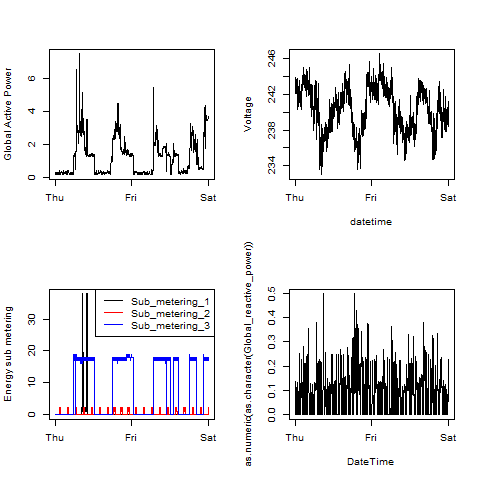 Global Active Power
0 2 4 6
Thu Fri Sat
Voltage
234 238 242 246
Thu Fri Sat
datetime
Energy sub metering
0 10 20 30
Sub_metering_1
Sub_metering_2
Sub_metering_3
Thu Fri Sat
as.numeric(as.character(Global_reactive_power))
0.0 0.1 0.2 0.3 0.4 0.5
Thu Fri Sat
DateTime